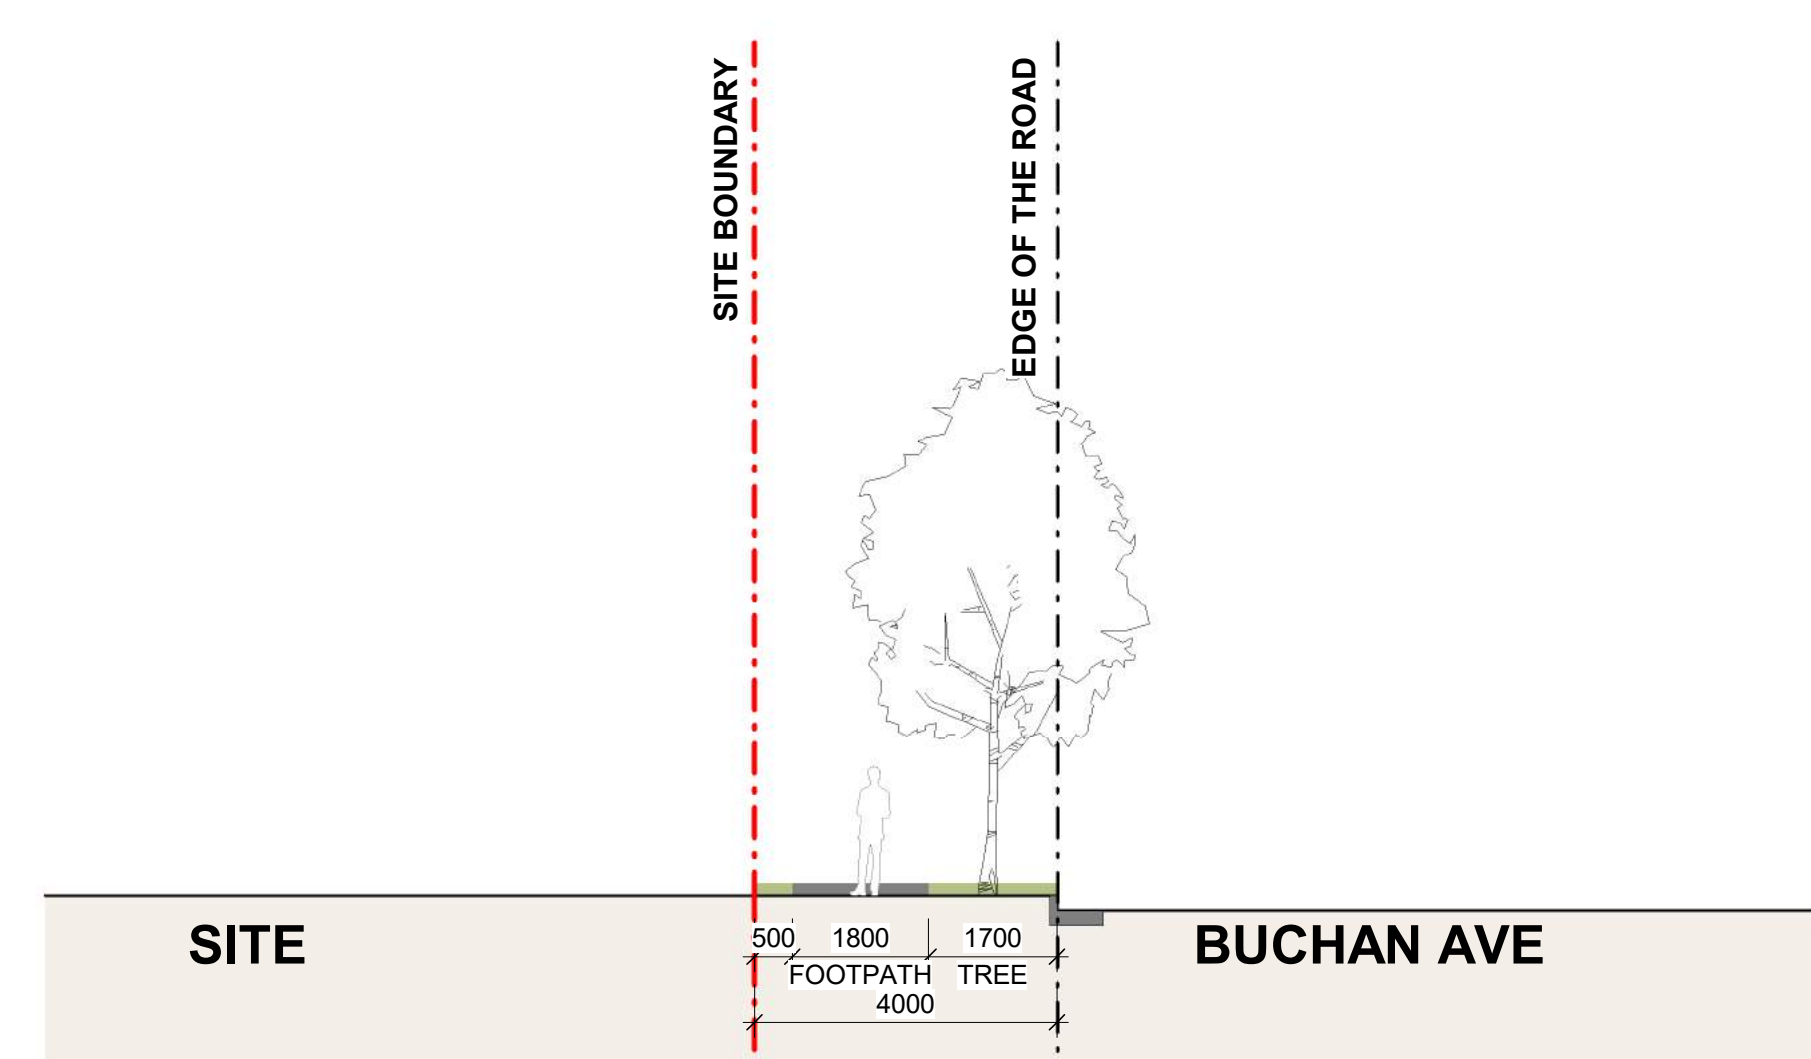 SITE BOUNDARY
EDGE OF THE ROAD
SITE
BUCHAN AVE
500 1800 1700
FOOTPATH TREE
4000